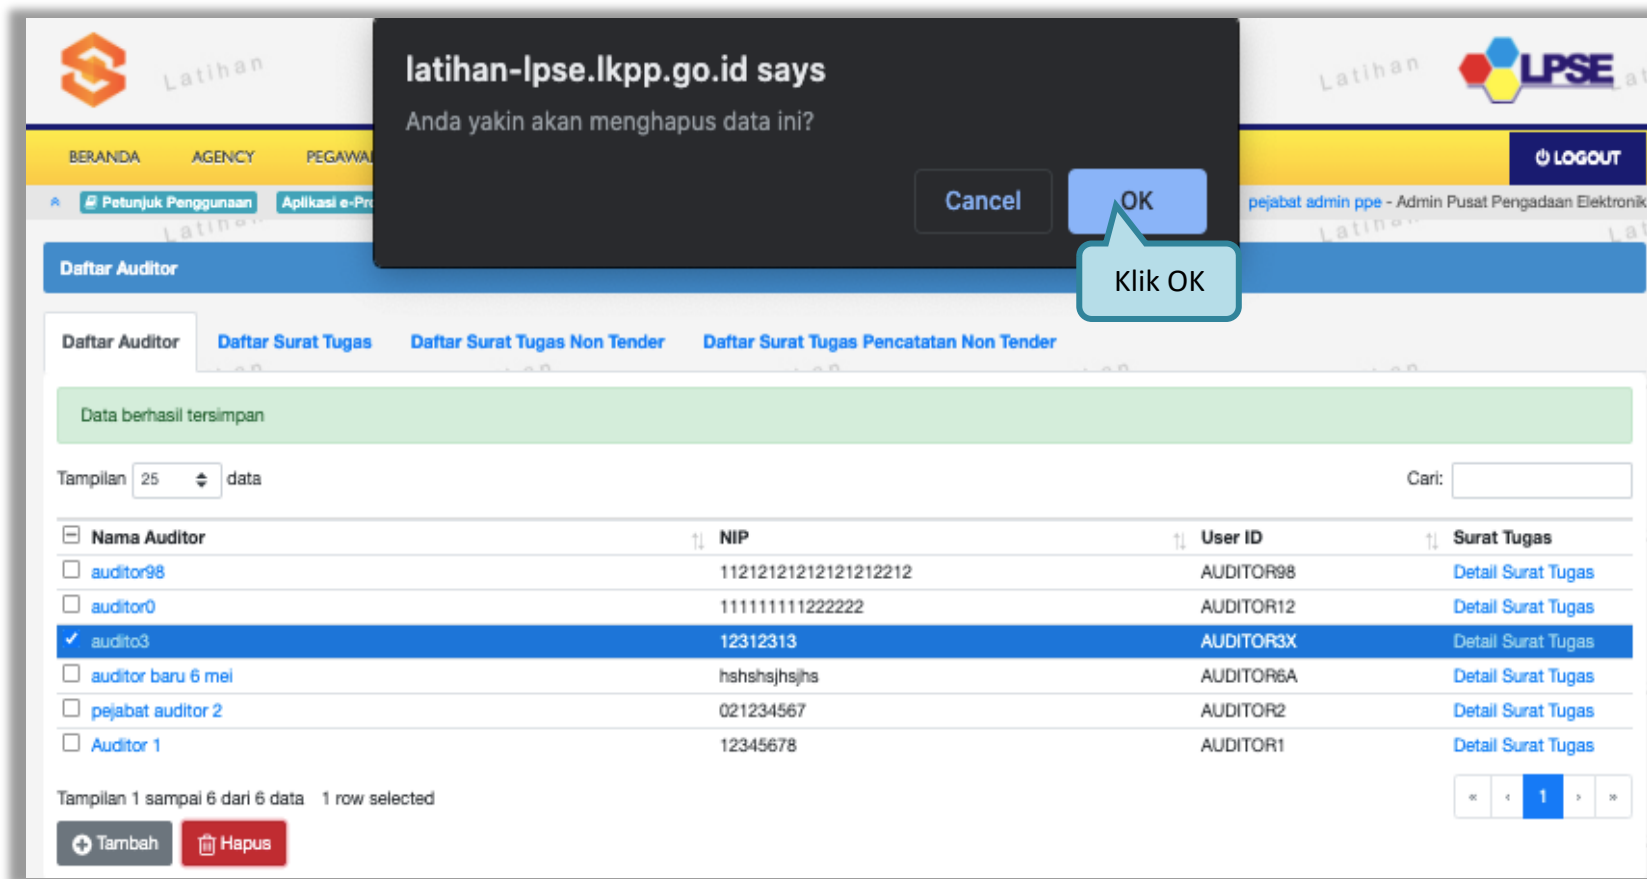 Latihan
latihan-lpse.lkpp.go.id says
Anda yakin akan menghapus data ini?
Cancel
OK
Klik OK
Latihan
LPSE
BERANDA AGENCY PEGAWAI
LOGOUT
Petunjuk Penggunaan Aplikasi e-Pro
pejabat admin ppe - Admin Pusat Pengadaan Elektronik
Latihan
Latihan
Lat
Daftar Auditor
Daftar Auditor Daftar Surat Tugas Daftar Surat Tugas Non Tender Daftar Surat Tugas Pencatatan Non Tender
Data berhasil tersimpan
Tampilan 25 data Cari:
Nama Auditor NIP User ID Surat Tugas
auditor98 11212121212121212212 AUDITOR98 Detail Surat Tugas
auditor0 111111111222222 AUDITOR12 Detail Surat Tugas
audito3 12312313 AUDITOR3X Detail Surat Tugas
auditor baru 6 mei hshshsjhsjhs AUDITOR6A Detail Surat Tugas
pejabat auditor 2 021234567 AUDITOR2 Detail Surat Tugas
Auditor 1 12345678 AUDITOR1 Detail Surat Tugas
Tampilan 1 sampai 6 dari 6 data 1 row selected
« ‹ 1 › »
Tambah Hapus